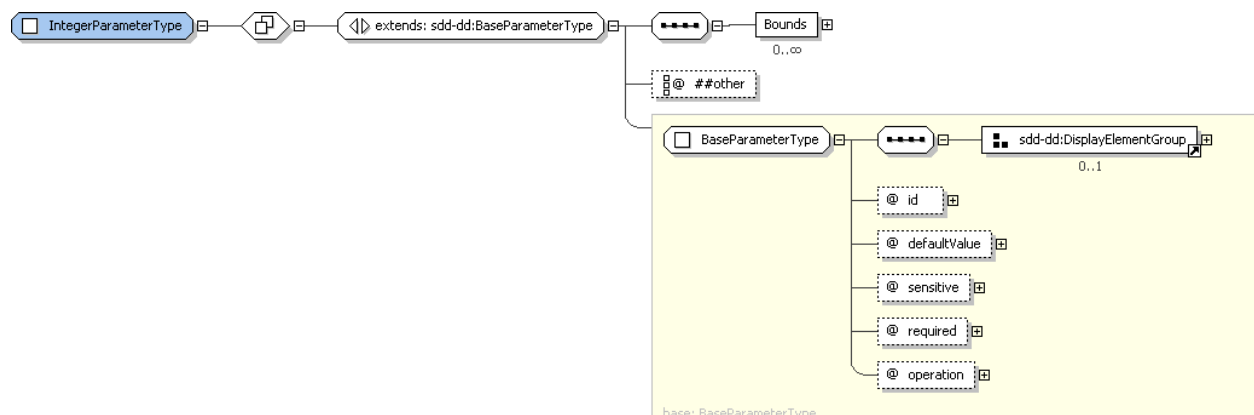 IntegerParameterType
extends: sdd-dd:BaseParameterType
Bounds
0..∞
@ ##other
BaseParameterType
sdd-dd:DisplayElementGroup
0..1
@ id
@ defaultValue
@ sensitive
@ required
@ operation
base: BaseParameterType